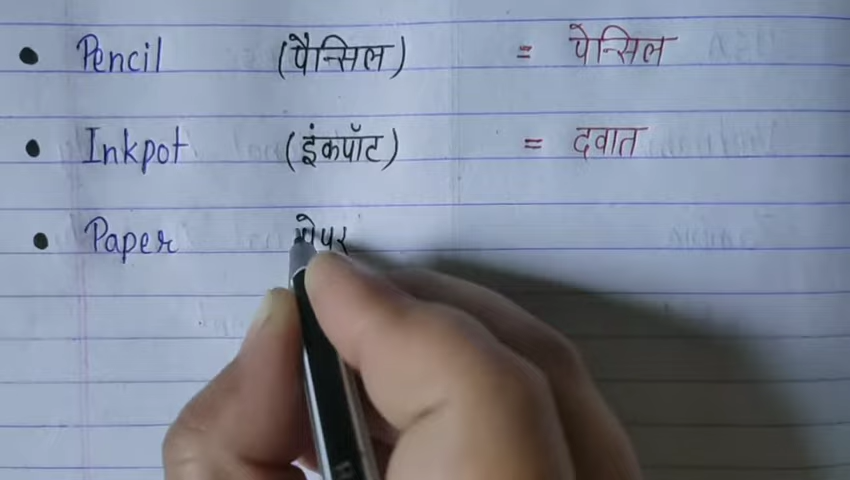 Pencil (पैन्सिल) = पेन्सिल
Inkpot (इंकपॉट) = दवात
Paper पेपर